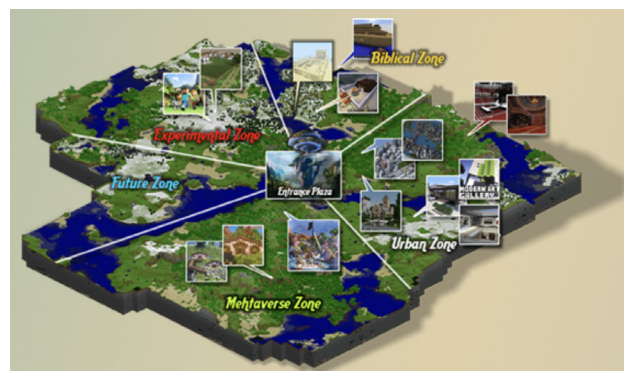 Biblical Zone
Experimental Zone
Future Zone
Entrance Plaza
MODERN ART
GALLERY
Urban Zone
Mehtaverse Zone